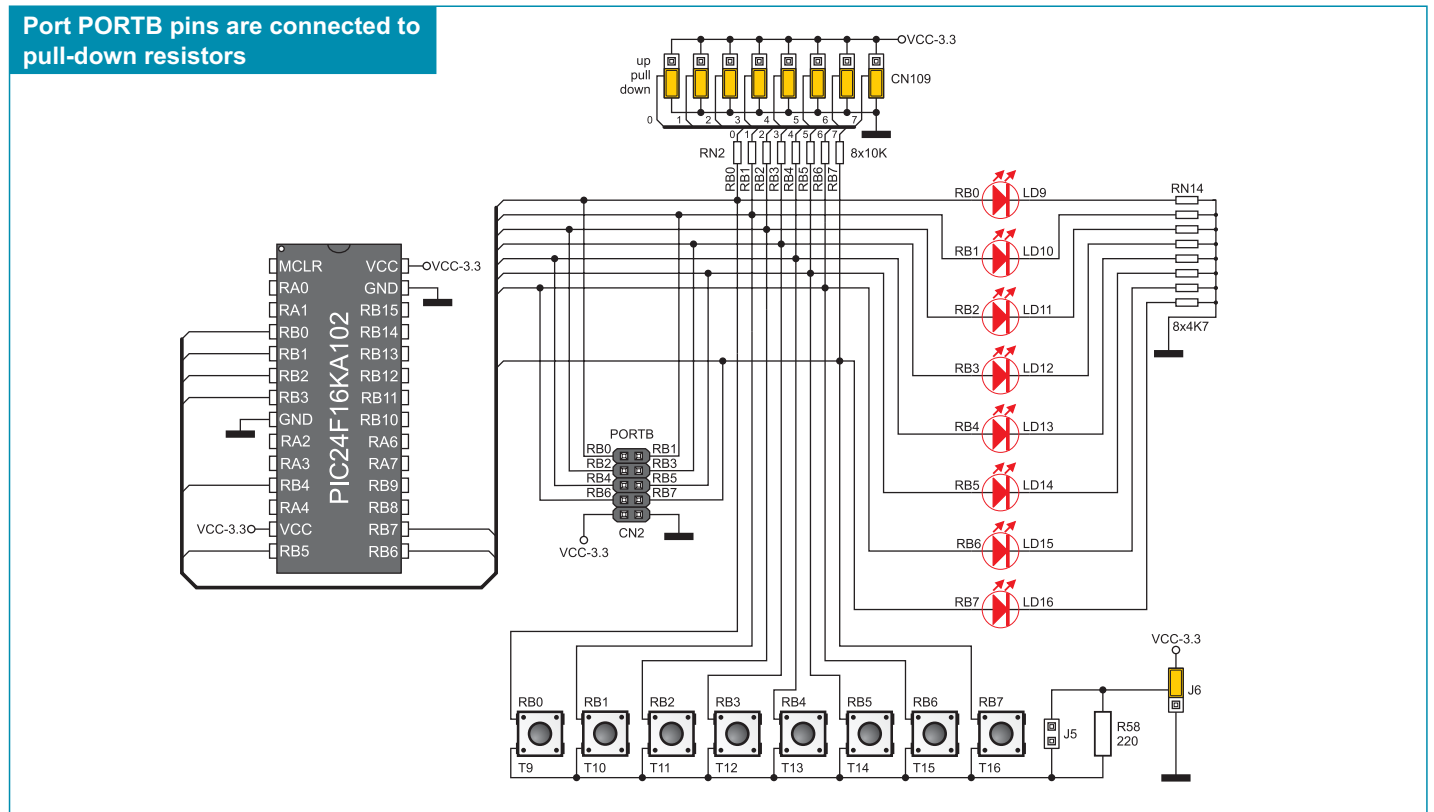 Port PORTB pins are connected to
pull-down resistors
VCC-3.3
up
pull
down
CN109
0 1 2 3 4 5 6 7
0 1 2 3 4 5 6 7
RN2
8x10K
RB0 RB1 RB2 RB3 RB4 RB5 RB6 RB7
RB0 LD9
RN14
RB1 LD10
RB2 LD11
8x4K7
RB3 LD12
RB4 LD13
RB5 LD14
RB6 LD15
RB7 LD16
PIC24F16KA102
MCLR VCC VCC-3.3
RA0 GND
RA1 RB15
RB0 RB14
RB1 RB13
RB2 RB12
RB3 RB11
GND RB10
RA2 RA6
RA3 RA7
RB4 RB9
RA4 RB8
VCC-3.3 VCC RB7
RB5 RB6
PORTB
RB0 RB1
RB2 RB3
RB4 RB5
RB6 RB7
CN2
VCC-3.3
VCC-3.3
J6
RB0 RB1 RB2 RB3 RB4 RB5 RB6 RB7
J5
R58
220
T9 T10 T11 T12 T13 T14 T15 T16